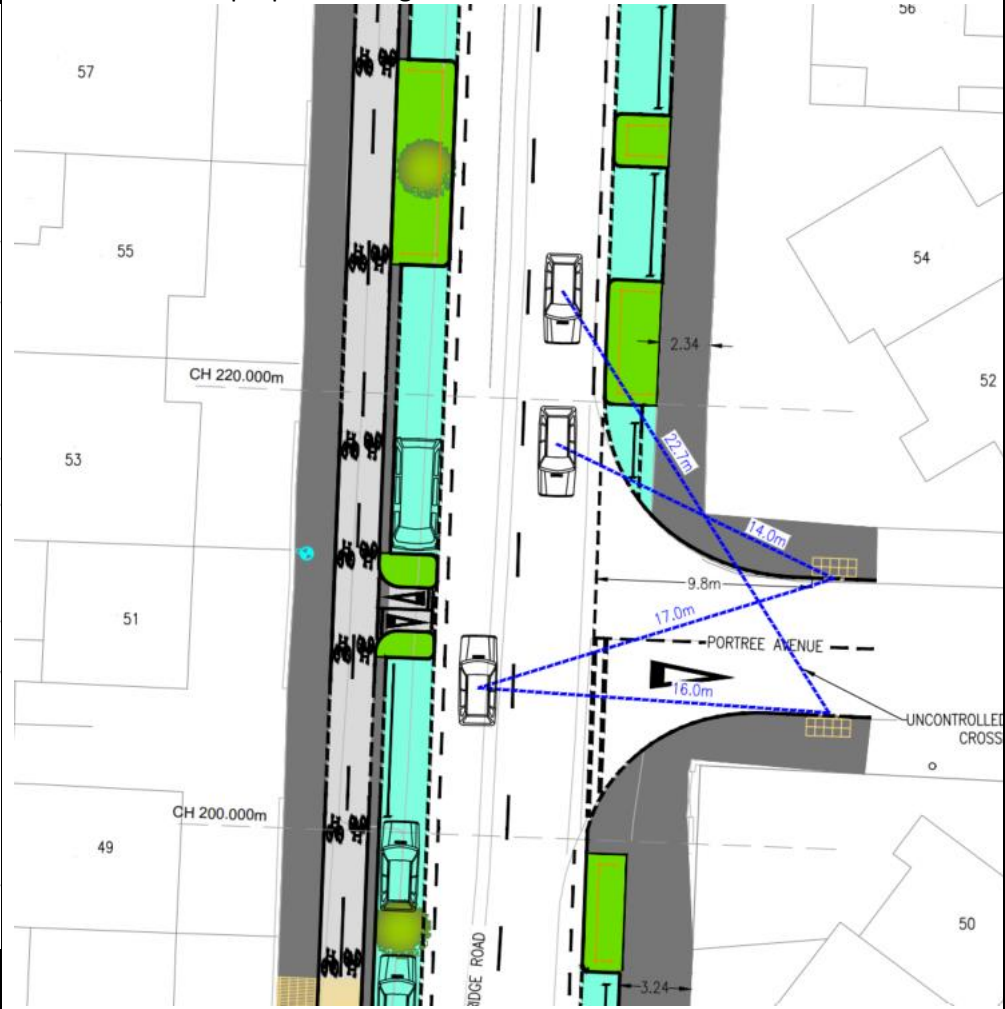 56
57
55
54
2.34
CH 220.000m
52
53
22.7m
14.0m
9.8m
51
17.0m
PORTREE AVENUE
16.0m
UNCONTROLLED
CROSS
CH 200.000m
49
50
IDGE ROAD
3.24